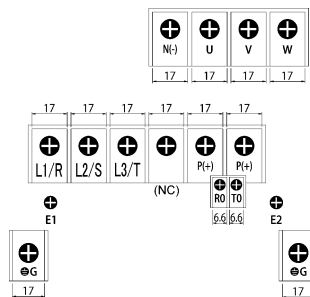 N(-) U V W
17 17 17 17
17 17 17 17 17 17
L1/R L2/S L3/T P(+) P(+)
(NC)
R0 T0
6.6 6.6
E1 E2
G G
17 17